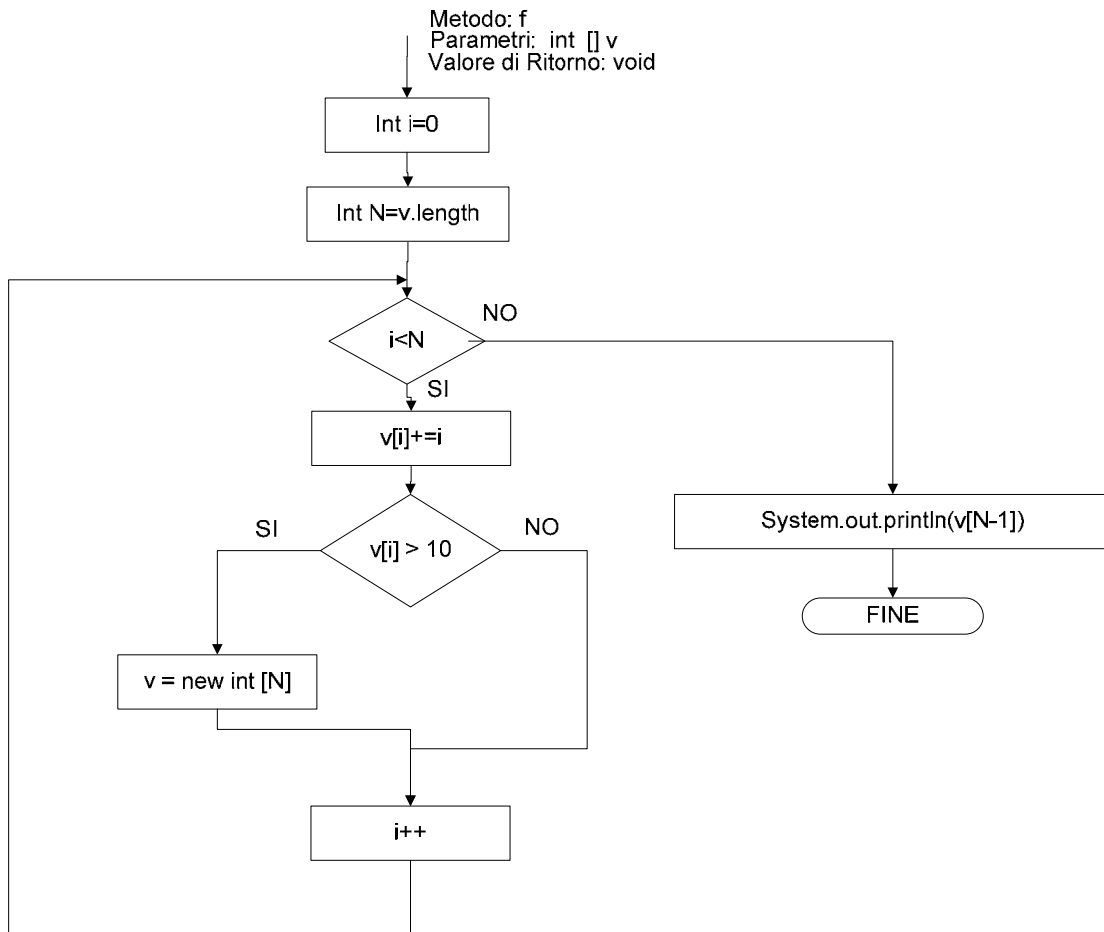 Metodo: f
Parametri: int [] v
Valore di Ritorno: void
Int i=0
Int N=v.length
i<N
NO
SI
v[i]+=i
v[i] > 10
SI
NO
v = new int [N]
i++
System.out.println(v[N-1])
FINE